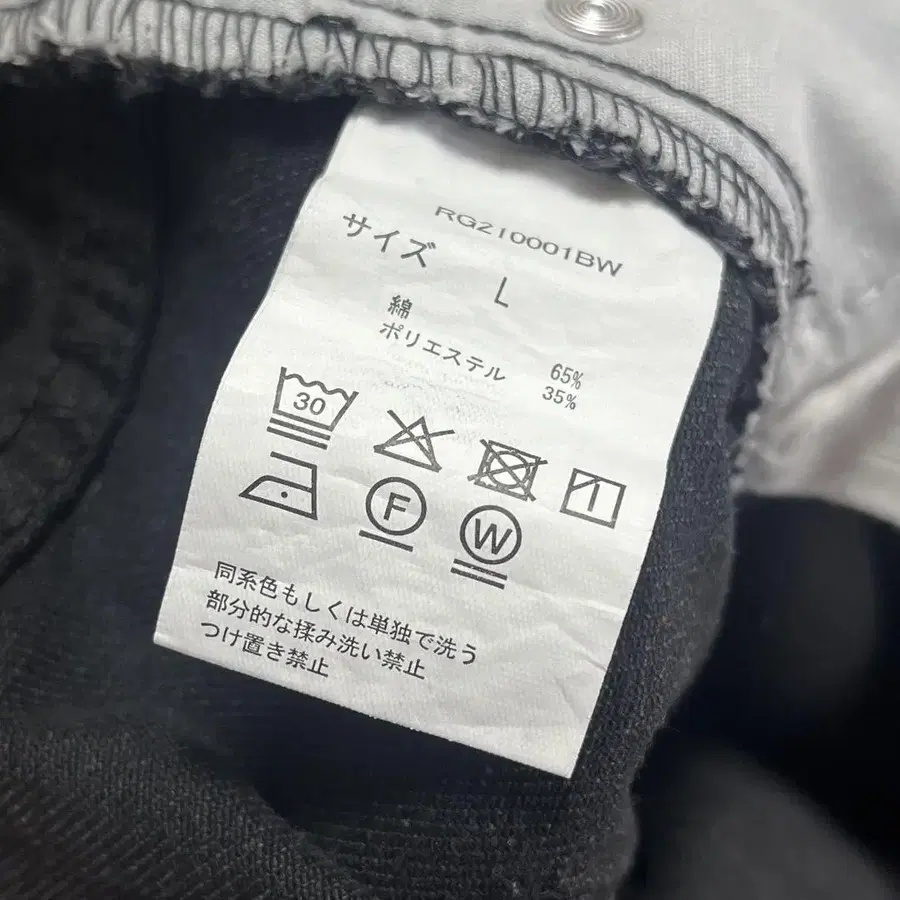 RG210001BW
サイズ L
綿 65%
ポリエステル 35%
30
F W
同系色もしくは単独で洗う
部分的な揉み洗い禁止
つけ置き禁止